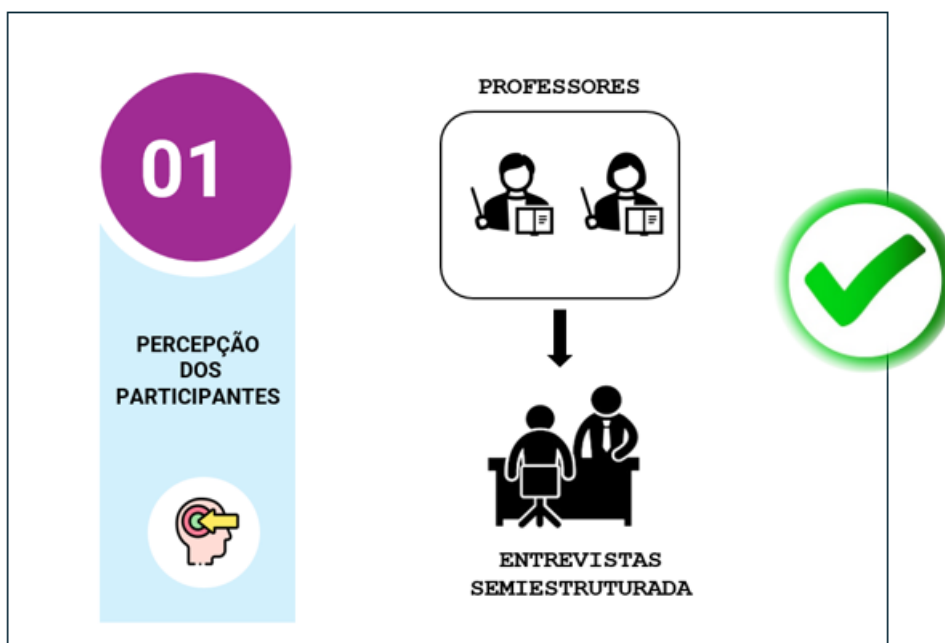 01
PERCEPÇÃO
DOS
PARTICIPANTES
PROFESSORES
ENTREVISTAS
SEMIESTRUTURADA